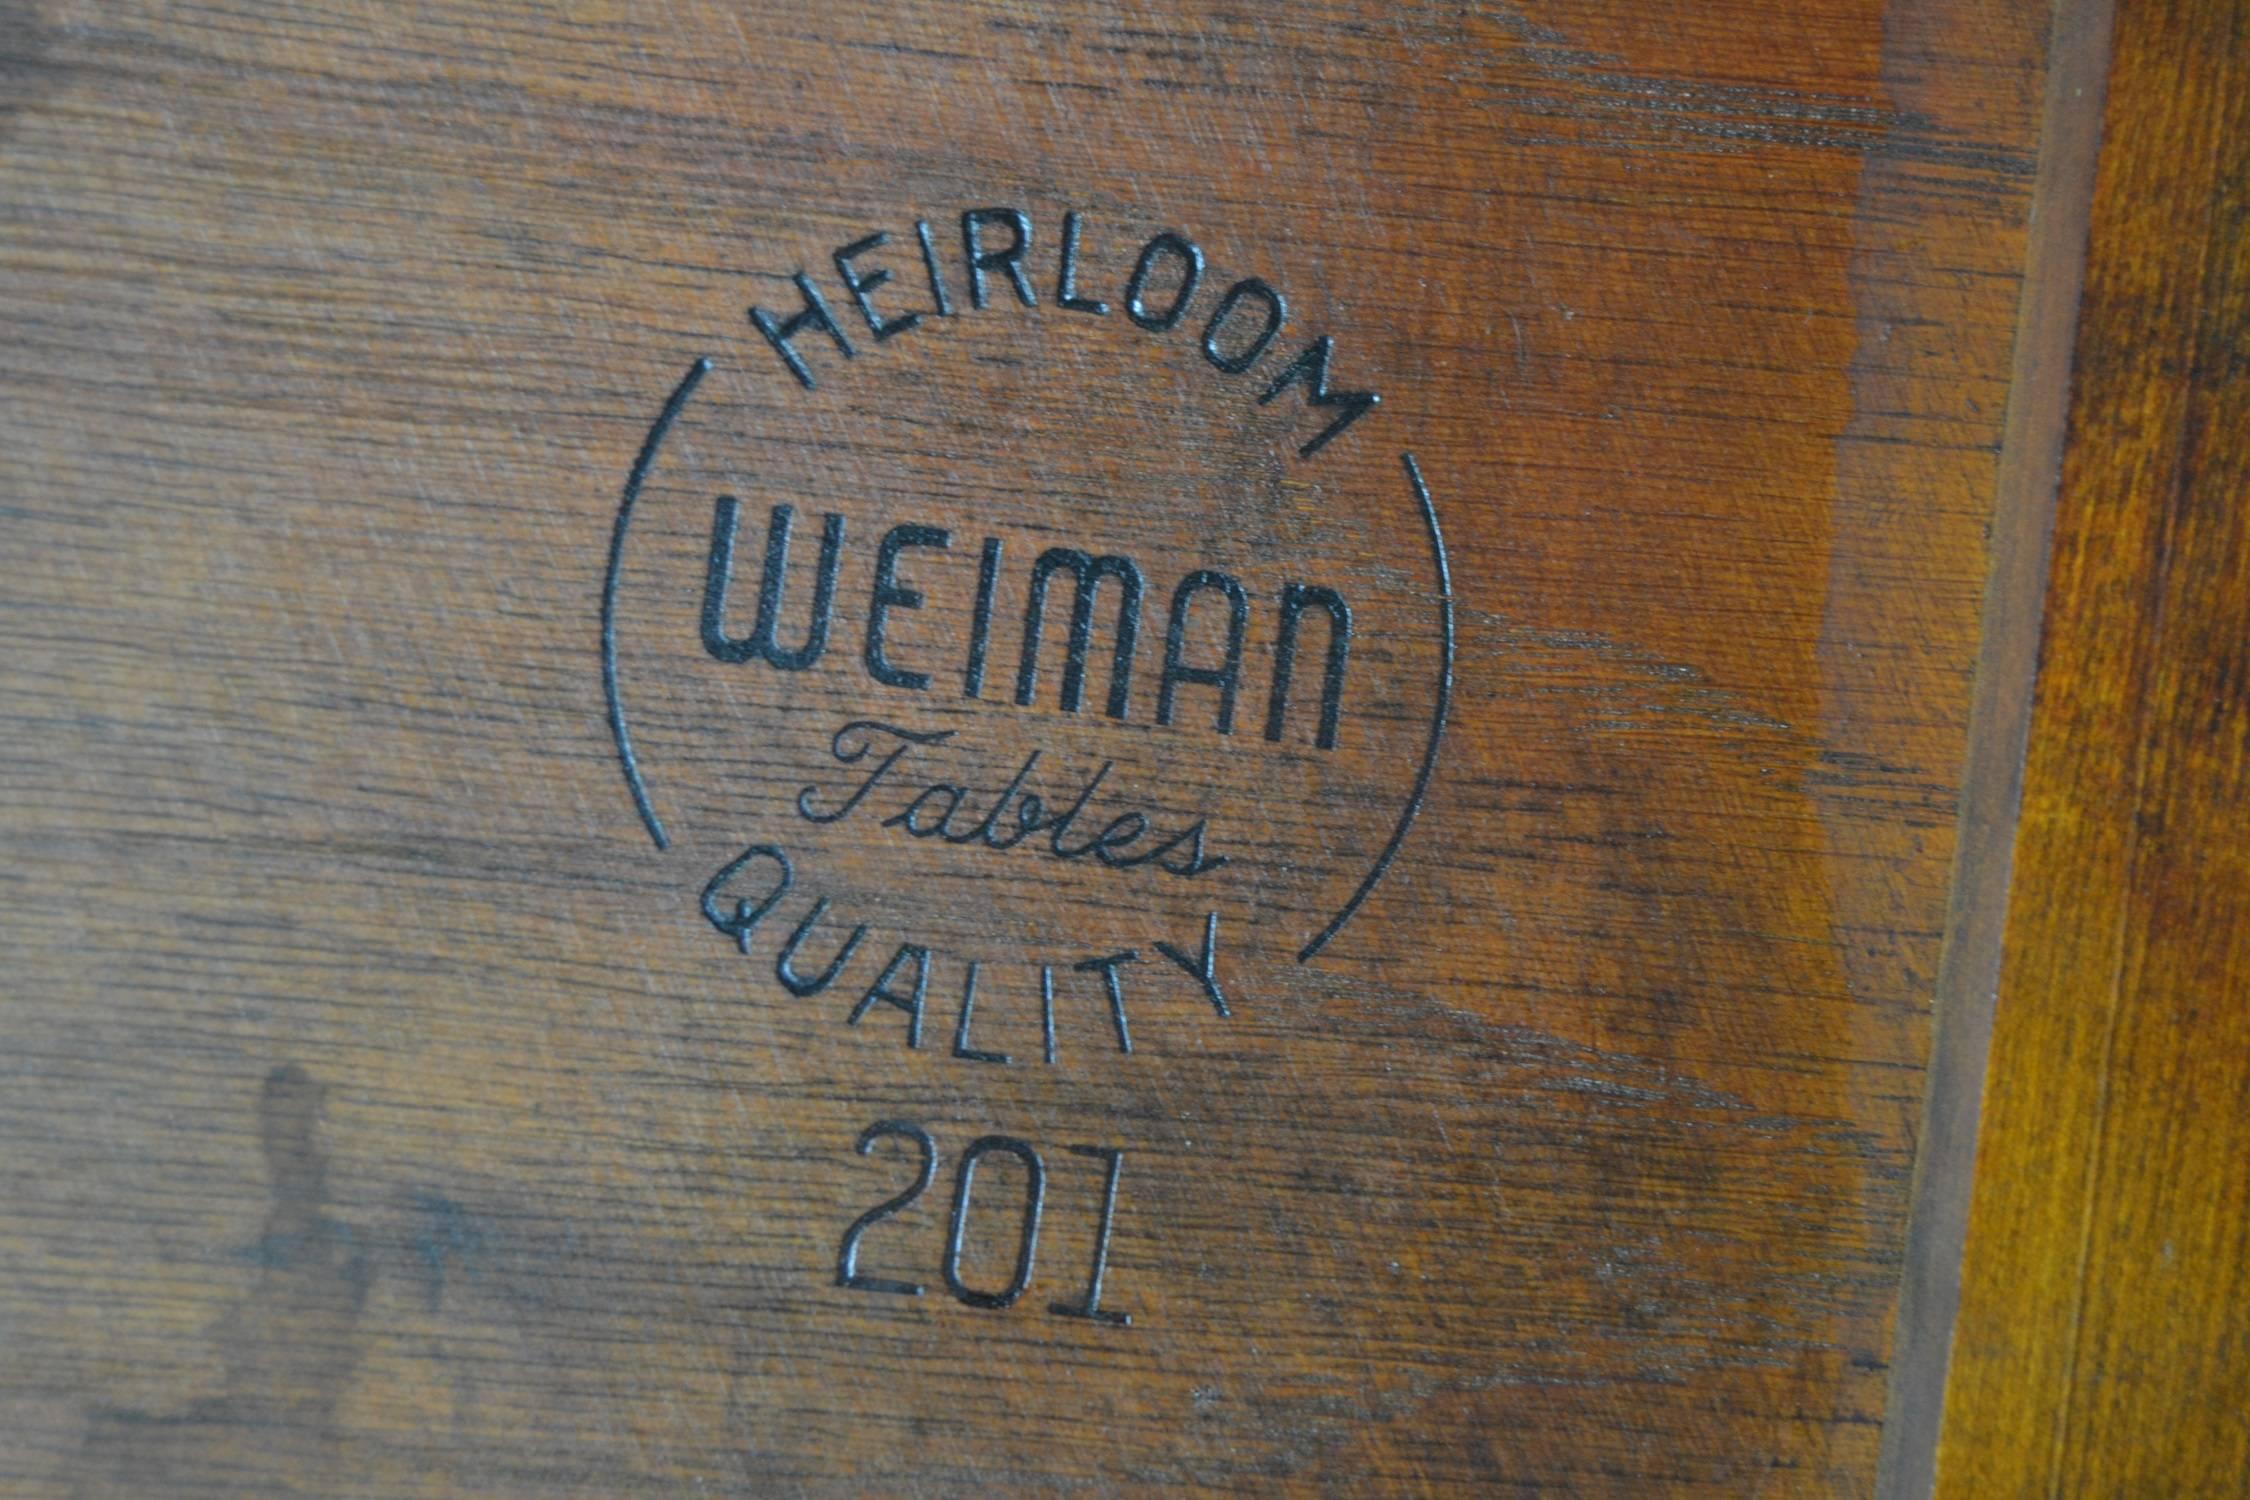 HEIRLOOM
WEIMAN
Tables
QUALITY
201